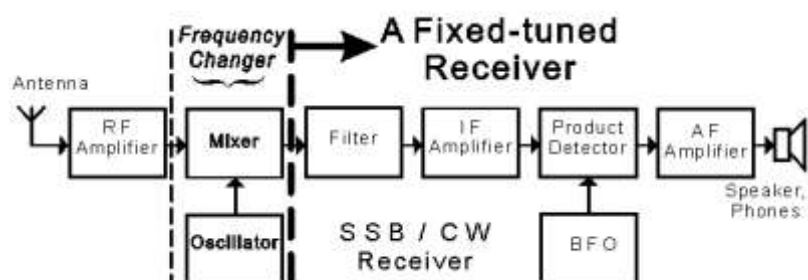 Frequency
Changer
A Fixed-tuned
Receiver
Antenna
RF
Amplifier
Mixer
Filter
IF
Amplifier
Product
Detector
AF
Amplifier
Speaker,
Phones
Oscillator
SSB / CW
Receiver
BFO